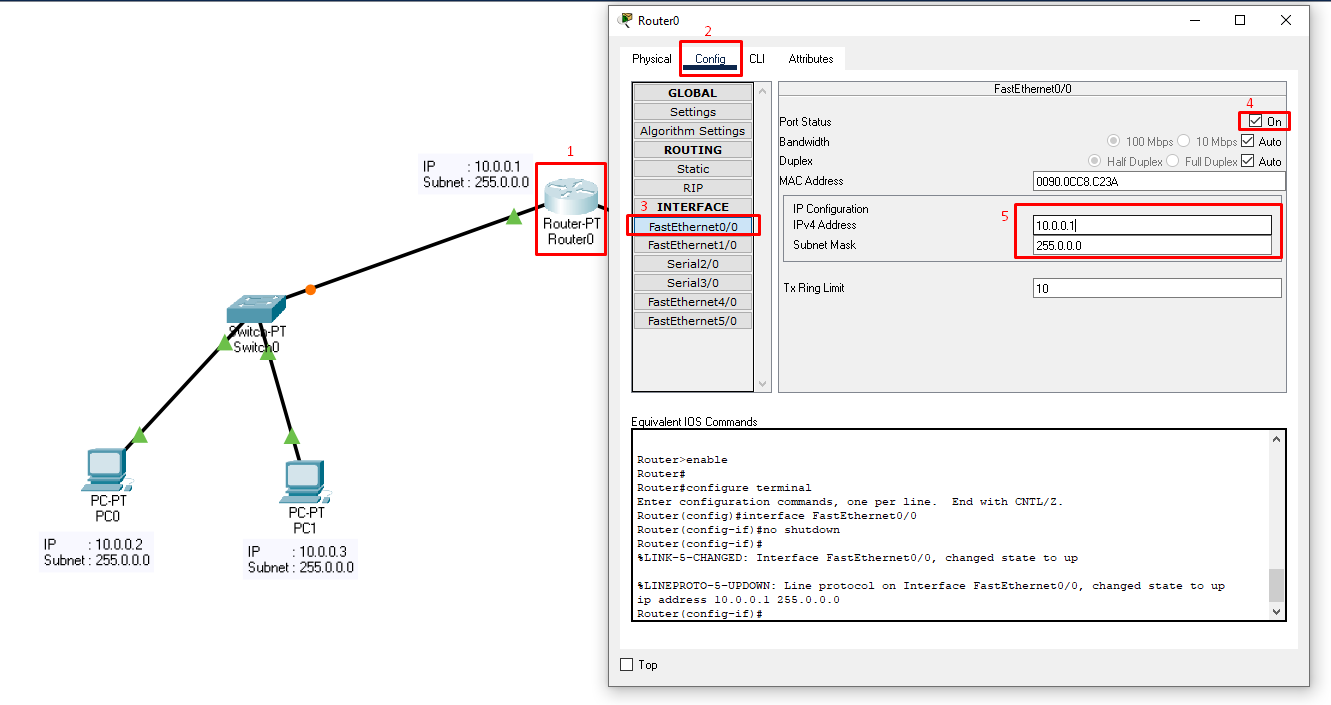 IP : 10.0.0.1
Subnet : 255.0.0.0
1
Router-PT
Router0
Switch-PT
Switch0
PC-PT
PC0
IP : 10.0.0.2
Subnet : 255.0.0.0
PC-PT
PC1
IP : 10.0.0.3
Subnet : 255.0.0.0
Router0
2
Physical Config CLI Attributes
GLOBAL
Settings
Algorithm Settings
ROUTING
Static
RIP
3 INTERFACE
FastEthernet0/0
FastEthernet1/0
Serial2/0
Serial3/0
FastEthernet4/0
FastEthernet5/0
FastEthernet0/0
4
Port Status On
Bandwidth 100 Mbps 10 Mbps Auto
Duplex Half Duplex Full Duplex Auto
MAC Address 0090.0CC8.C23A
IP Configuration
5
IPv4 Address 10.0.0.1
Subnet Mask 255.0.0.0
Tx Ring Limit 10
Equivalent IOS Commands
Router>enable
Router#
Router#configure terminal
Enter configuration commands, one per line. End with CNTL/Z.
Router(config)#interface FastEthernet0/0
Router(config-if)#no shutdown
Router(config-if)#
%LINK-5-CHANGED: Interface FastEthernet0/0, changed state to up
%LINEPROTO-5-UPDOWN: Line protocol on Interface FastEthernet0/0, changed state to up
ip address 10.0.0.1 255.0.0.0
Router(config-if)#
Top